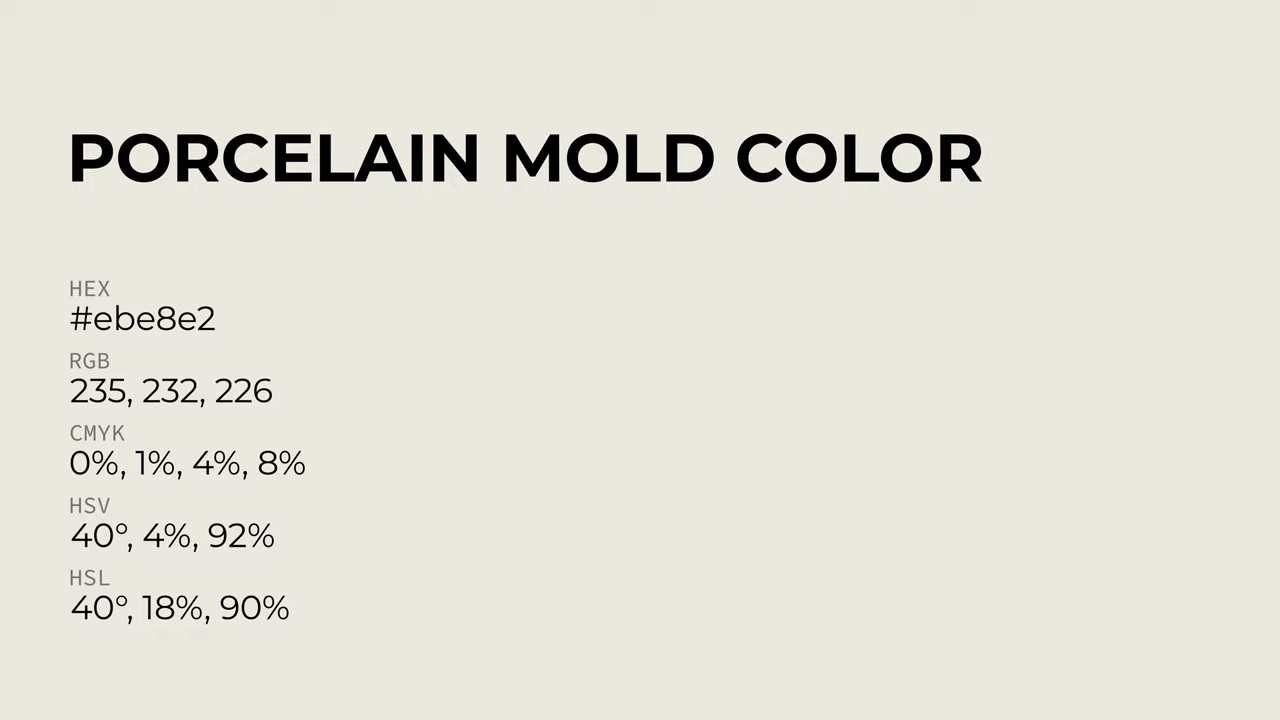 PORCELAIN MOLD COLOR
HEX
#ebe8e2
RGB
235, 232, 226
CMYK
0%, 1%, 4%, 8%
HSV
40°, 4%, 92%
HSL
40°, 18%, 90%